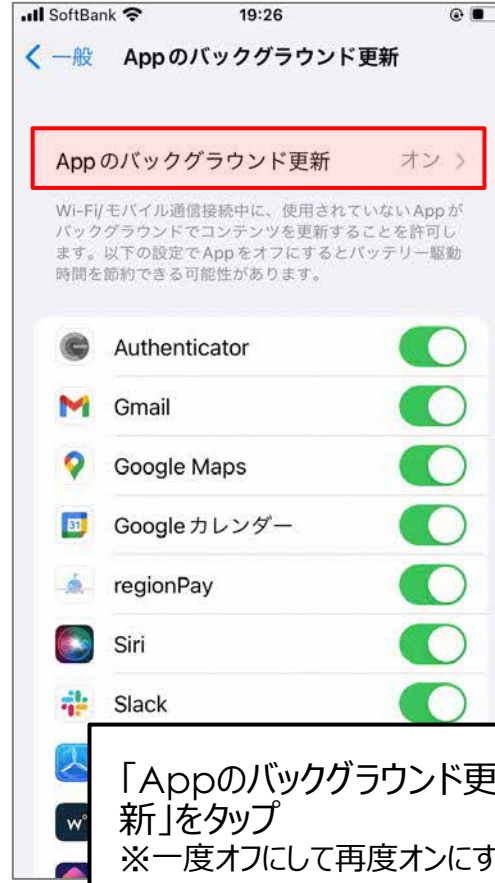 SoftBank 19:26
一般 Appのバックグラウンド更新
Appのバックグラウンド更新 オン
Wi-Fi/モバイル通信接続中に、使用されていないAppが
バックグラウンドでコンテンツを更新することを許可し
ます。以下の設定でAppをオフにするとバッテリー駆動
時間を節約できる可能性があります。
Authenticator
Gmail
Google Maps
31 Googleカレンダー
regionPay
Siri
Slack
「Appのバックグラウンド更
新」をタップ
w
※一度オフにして再度オンにす